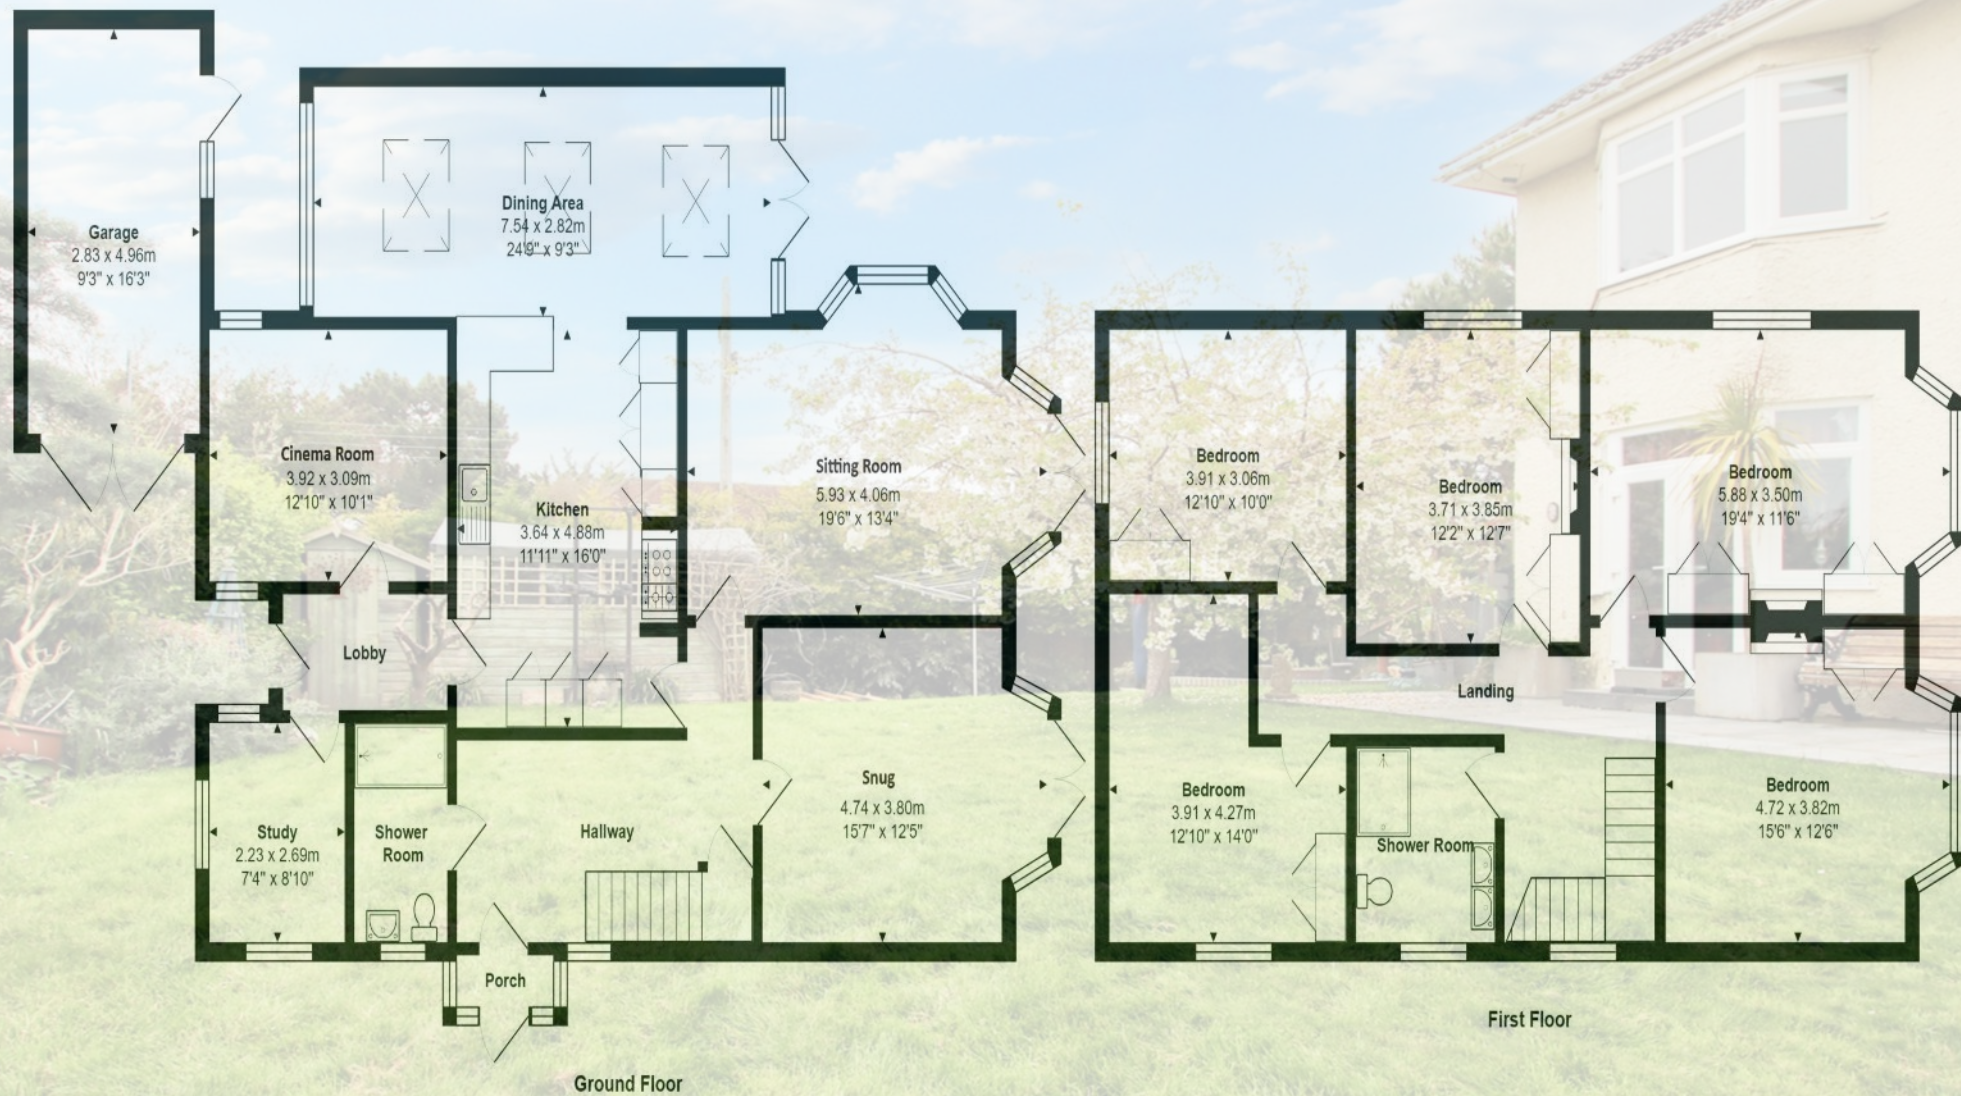 Garage
2.83 x 4.96m
9'3" x 16'3"
Dining Area
7.54 x 2.82m
24'9" x 9'3"
Cinema Room
3.92 x 3.09m
12'10" x 10'1"
Kitchen
3.64 x 4.88m
11'11" x 16'0"
Sitting Room
5.93 x 4.06m
19'6" x 13'4"
Lobby
Study
2.23 x 2.69m
7'4" x 8'10"
Shower
Room
Hallway
Snug
4.74 x 3.80m
15'7" x 12'5"
Porch
Ground Floor
Bedroom
3.91 x 3.06m
12'10" x 10'0"
Bedroom
3.71 x 3.85m
12'2" x 12'7"
Bedroom
5.88 x 3.50m
19'4" x 11'6"
Landing
Bedroom
3.91 x 4.27m
12'10" x 14'0"
Shower Room
Bedroom
4.72 x 3.82m
15'6" x 12'6"
First Floor